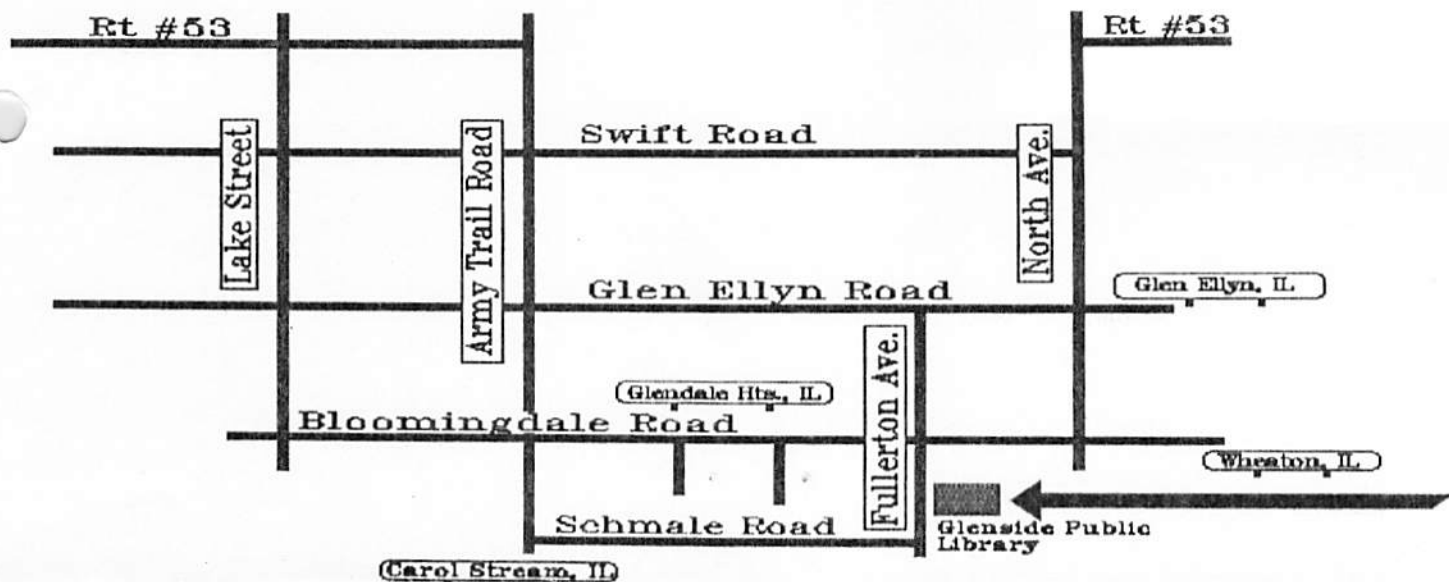 Rt #53
Rt #53
Swift Road
Lake Street
Army Trail Road
North Ave.
Glen Ellyn Road
Glen Ellyn, IL
Fullerton Ave.
Glendale Hts., IL
Bloomingdale Road
Wheaton, IL
Schmale Road
Glenside Public
Library
Carol Stream, IL